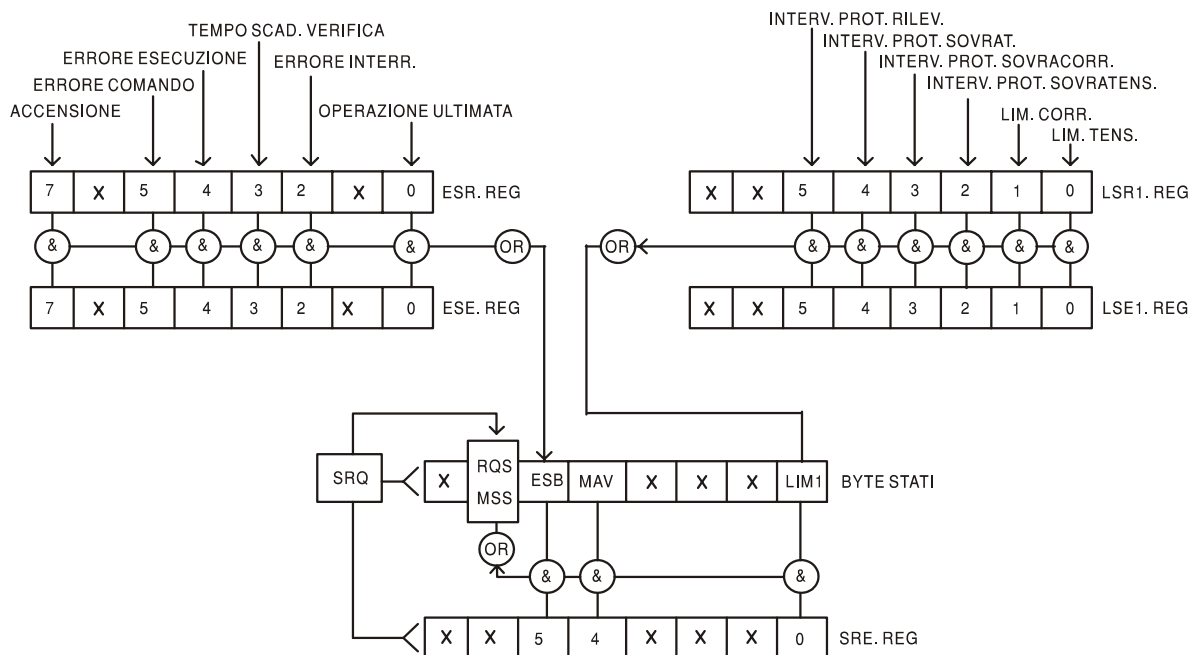 TEMPO SCAD. VERIFICA
ERRORE ESECUZIONE
ERRORE INTERR.
ERRORE COMANDO
ACCENSIONE
OPERAZIONE ULTIMATA
7 X 5 4 3 2 X 0 ESR. REG
& & & & & & OR
7 X 5 4 3 2 X 0 ESE. REG
INTERV. PROT. RILEV.
INTERV. PROT. SOVRAT.
INTERV. PROT. SOVRACORR.
INTERV. PROT. SOVRATENS.
LIM. CORR.
LIM. TENS.
X X 5 4 3 2 1 0 LSR1. REG
OR & & & & & &
X X 5 4 3 2 1 0 LSE1. REG
SRQ
X RQS ESB MAV X X X LIM1 BYTE STATI
MSS
OR
& & &
X X 5 4 X X X 0 SRE. REG